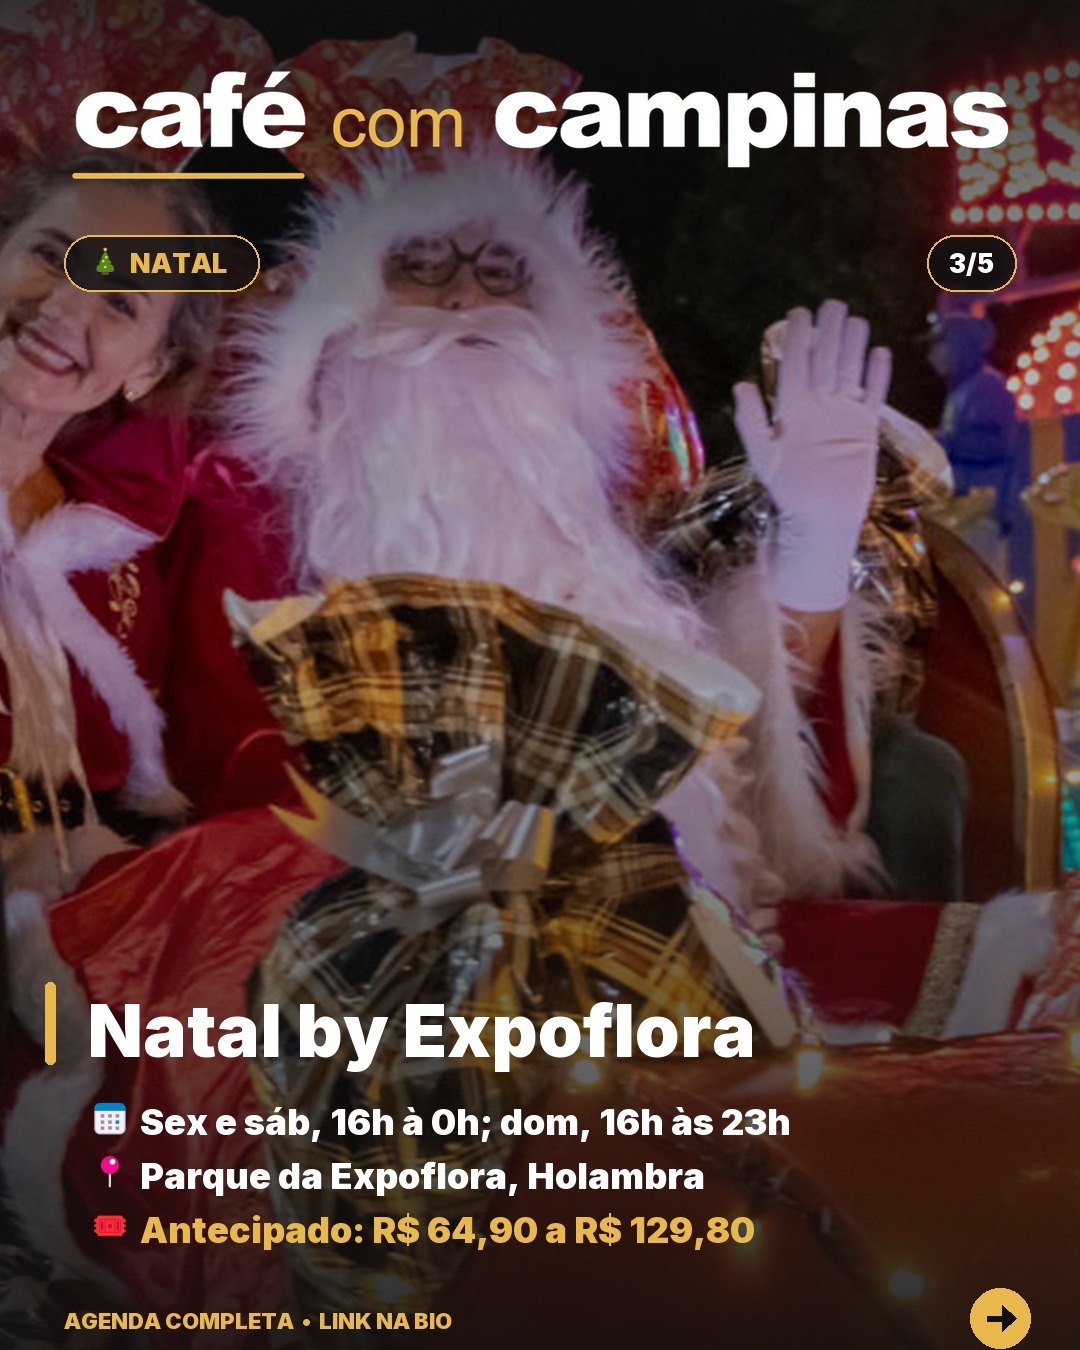 café com campinas
NATAL
3/5
Natal by Expoflora
Sex e sáb, 16h à 0h; dom, 16h às 23h
Parque da Expoflora, Holambra
Antecipado: R$ 64,90 a R$ 129,80
AGENDA COMPLETA • LINK NA BIO